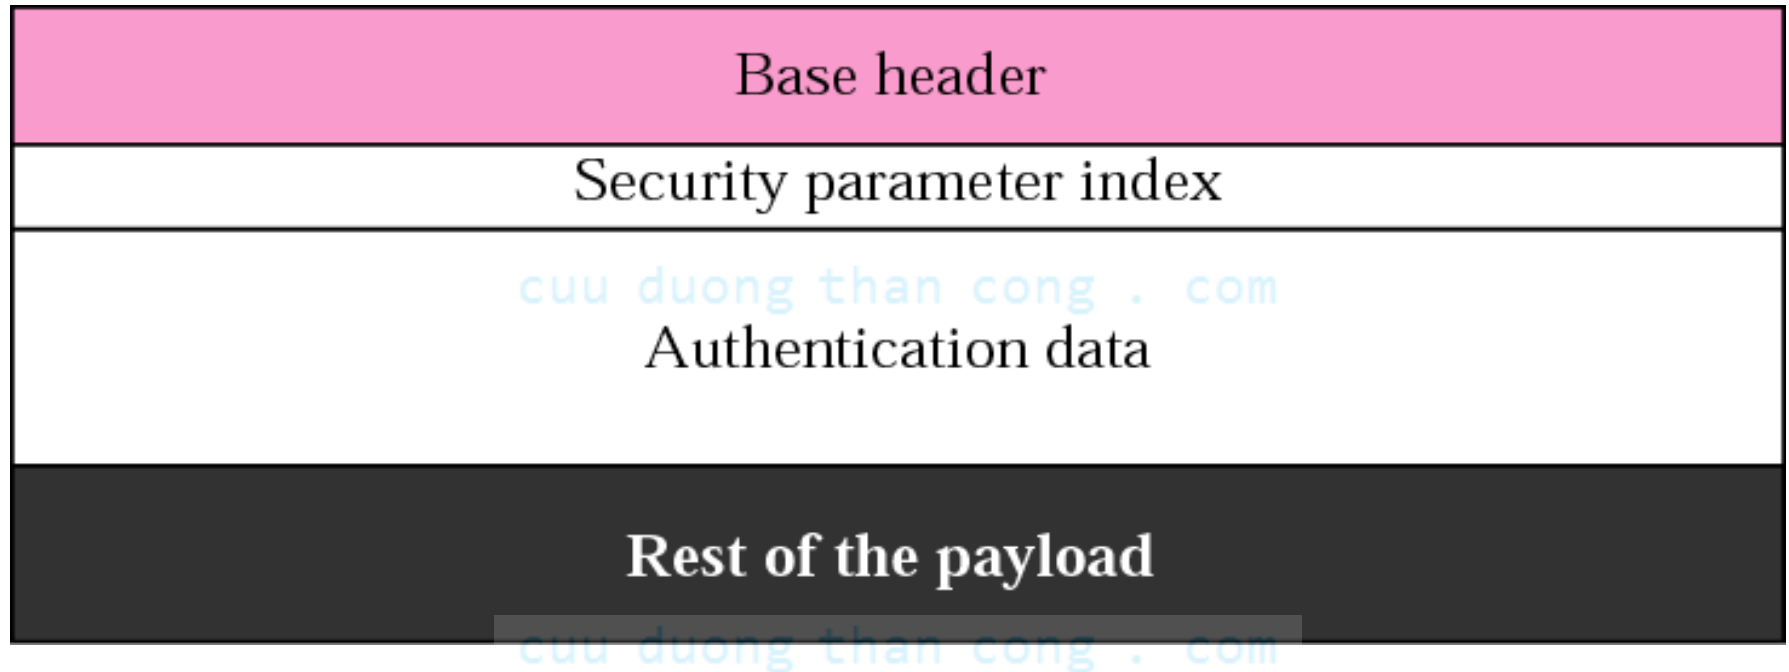 Base header
Security parameter index
cuu duong than cong . com
Authentication data
Rest of the payload
cuu duong than cong . com